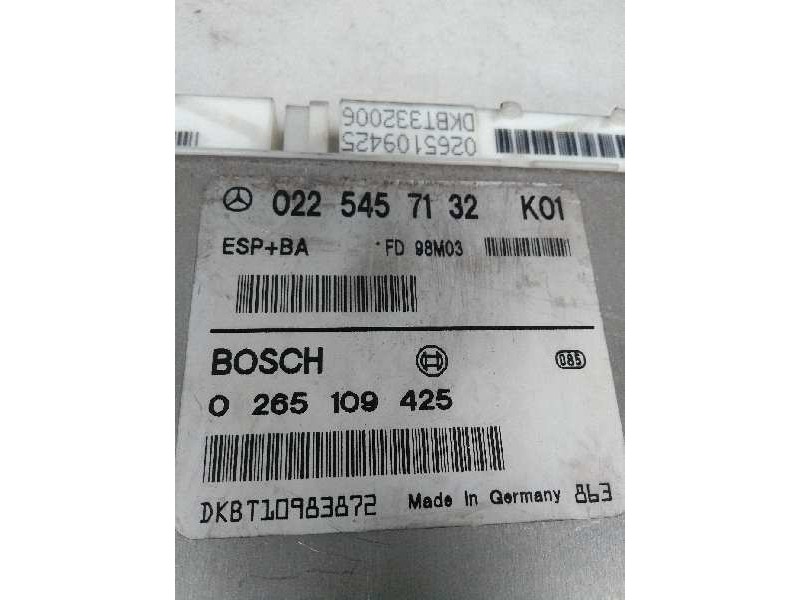 DKBT332006
0265109425
022 545 71 32 K01
ESP+BA FD 98M03
BOSCH 085
0 265 109 425
DKBT10983872 Made in Germany 863